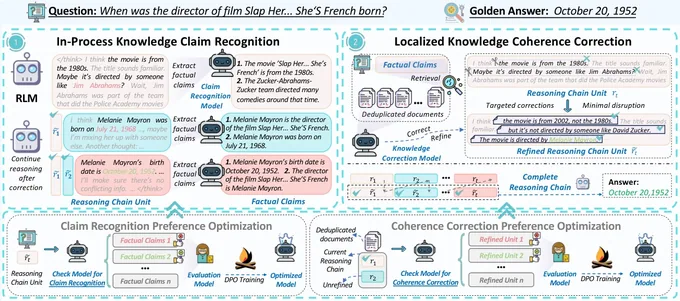 Question: When was the director of film Slap Her... She'S French born?
Golden Answer: October 20, 1952
1
In-Process Knowledge Claim Recognition
RLM
</think> I think the movie is from
the 1980s. The title sounds familiar.
Maybe it's directed by someone
like Jim Abrahams? Wait, Jim
Abrahams was part of the team
that did the Police Academy movies
Extract
factual
claims
Claim
Recognition
Model
1. The movie 'Slap Her... She's
French' is from the 1980s.
2. The Zucker-Abrahams-
Zucker team directed many
comedies around that time.
Continue
reasoning
after
correction
I think Melanie Mayron was
born on July 21, 1968 ..., maybe
I'm mixing her up with someone
else. Another thought: ...
Extract
factual
claims
1. Melanie Mayron is the director
of the film Slap Her... She's French.
2. Melanie Mayron was born on
July 21, 1968.
Melanie Mayron's birth
date is October 20, 1952. ...
I'll make sure there's no
conflicting info. ... </think>
Extract
factual
claims
1. Melanie Mayron's birth date is
October 20, 1952. 2. The director
of the film Slap Her... She'S French
is Melanie Mayron.
Reasoning Chain Unit
Factual Claims
2
Localized Knowledge Coherence Correction
Factual Claims
Retrieval
Deduplicated documents
I think the movie is from the 1980s. The title sounds familiar.
Maybe it's directed by someone like Jim Abrahams? Wait, Jim
Abrahams was part of the team that did the Police Academy movies
Reasoning Chain Unit r₁
Targeted corrections
Minimal disruption
Correct
Refine
Knowledge
Correction Model
the movie is from 2002, not the 1980s.
but it's not directed by someone like David Zucker.
The movie is directed by Melanie Mayron
Refined Reasoning Chain Unit r̃₁
Complete
Reasoning Chain
Answer:
October 20,1952
Claim Recognition Preference Optimization
Reasoning
Chain Unit
Check Model for
Claim Recognition
Factual Claims 1
Factual Claims 2
...
Factual Claims n
Evaluation
Model
DPO Training
Optimized
Model
Coherence Correction Preference Optimization
Deduplicated
documents
Current
Reasoning
Chain
Unrefined
r₁
r₂
Check Model for
Coherence Correction
Refined Unit 1
Refined Unit 2
...
Refined Unit n
Evaluation
Model
DPO Training
Optimized
Model